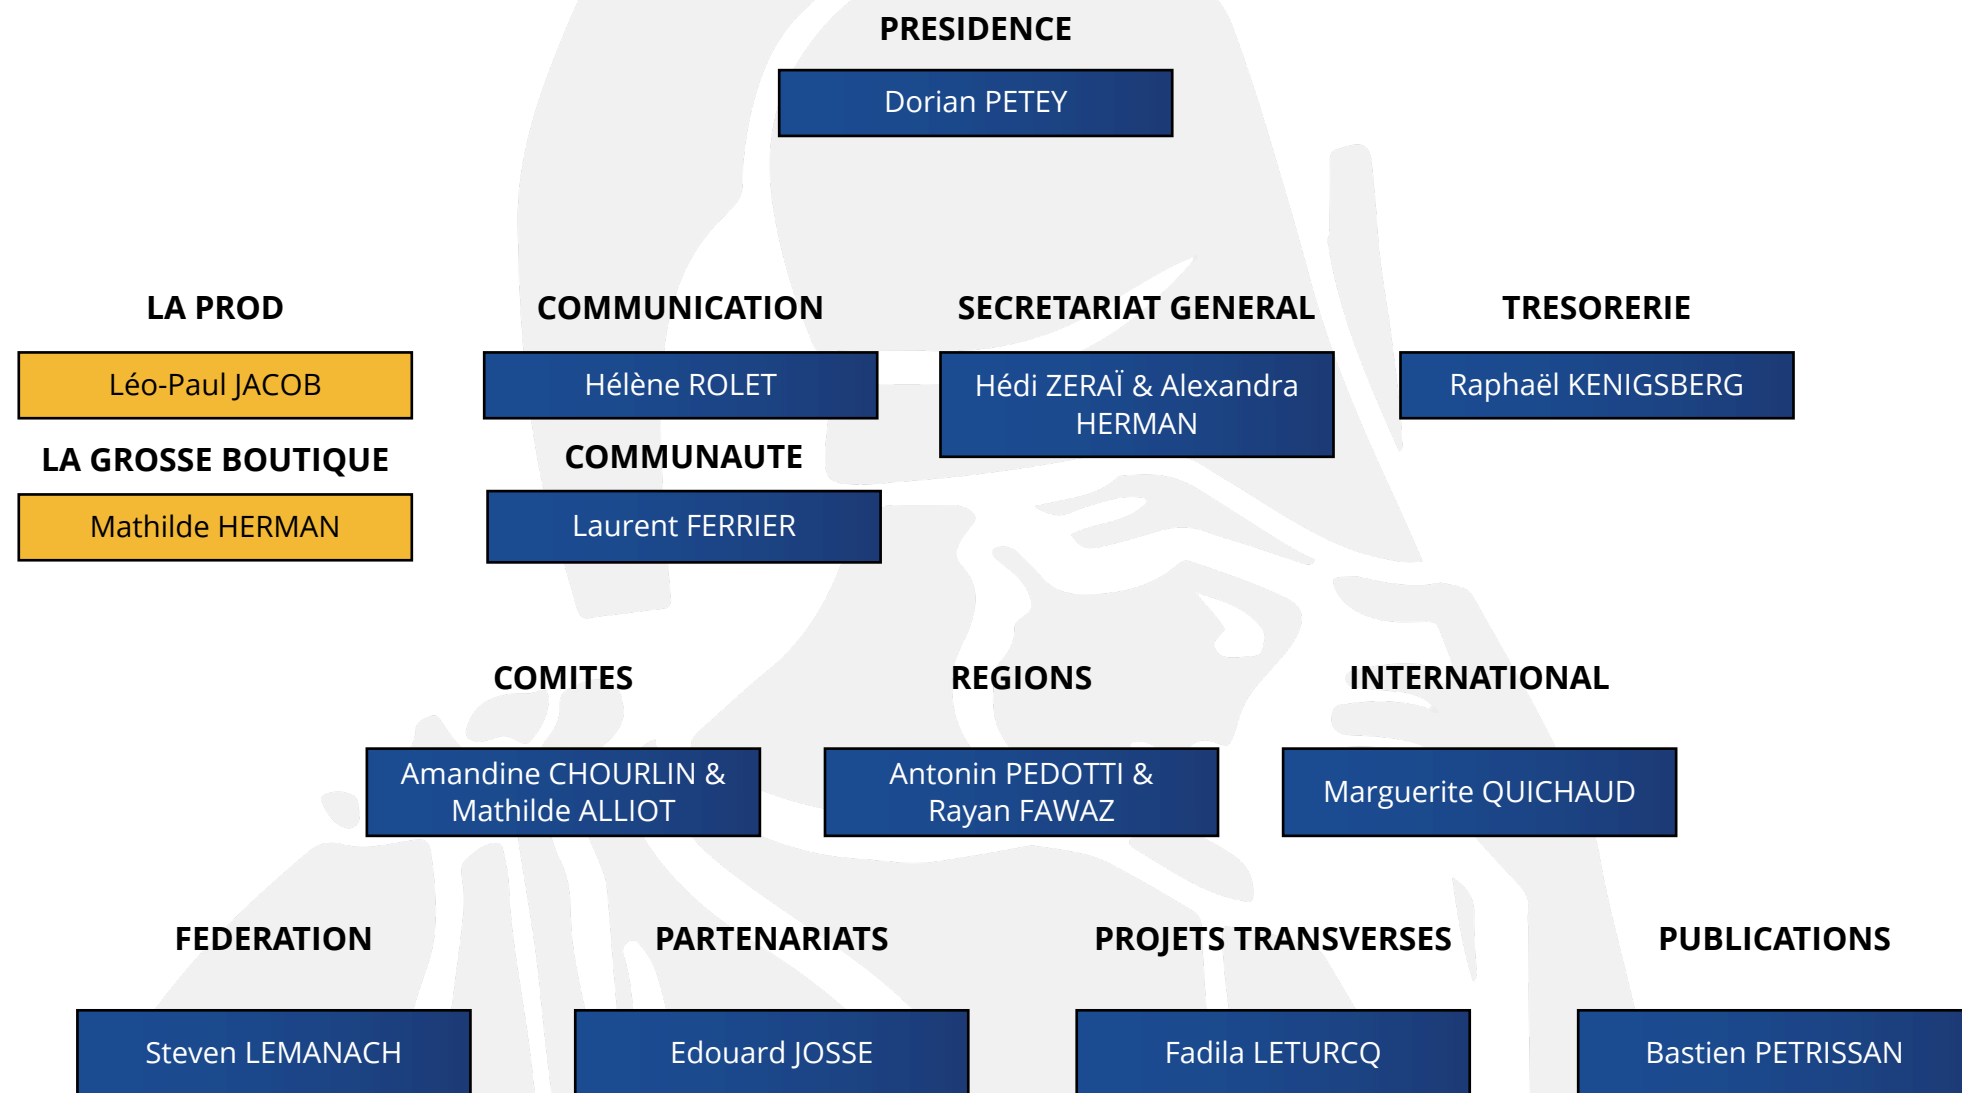 PRESIDENCE
Dorian PETEY
LA PROD
COMMUNICATION
SECRETARIAT GENERAL
TRESORERIE
Léo-Paul JACOB
Hélène ROLET
Hédi ZERAÏ & Alexandra
HERMAN
Raphaël KENIGSBERG
LA GROSSE BOUTIQUE
COMMUNAUTE
Mathilde HERMAN
Laurent FERRIER
COMITES
REGIONS
INTERNATIONAL
Amandine CHOURLIN &
Mathilde ALLIOT
Antonin PEDOTTI &
Rayan FAWAZ
Marguerite QUICHAUD
FEDERATION
PARTENARIATS
PROJETS TRANSVERSES
PUBLICATIONS
Steven LEMANACH
Edouard JOSSE
Fadila LETURCQ
Bastien PETRISSAN